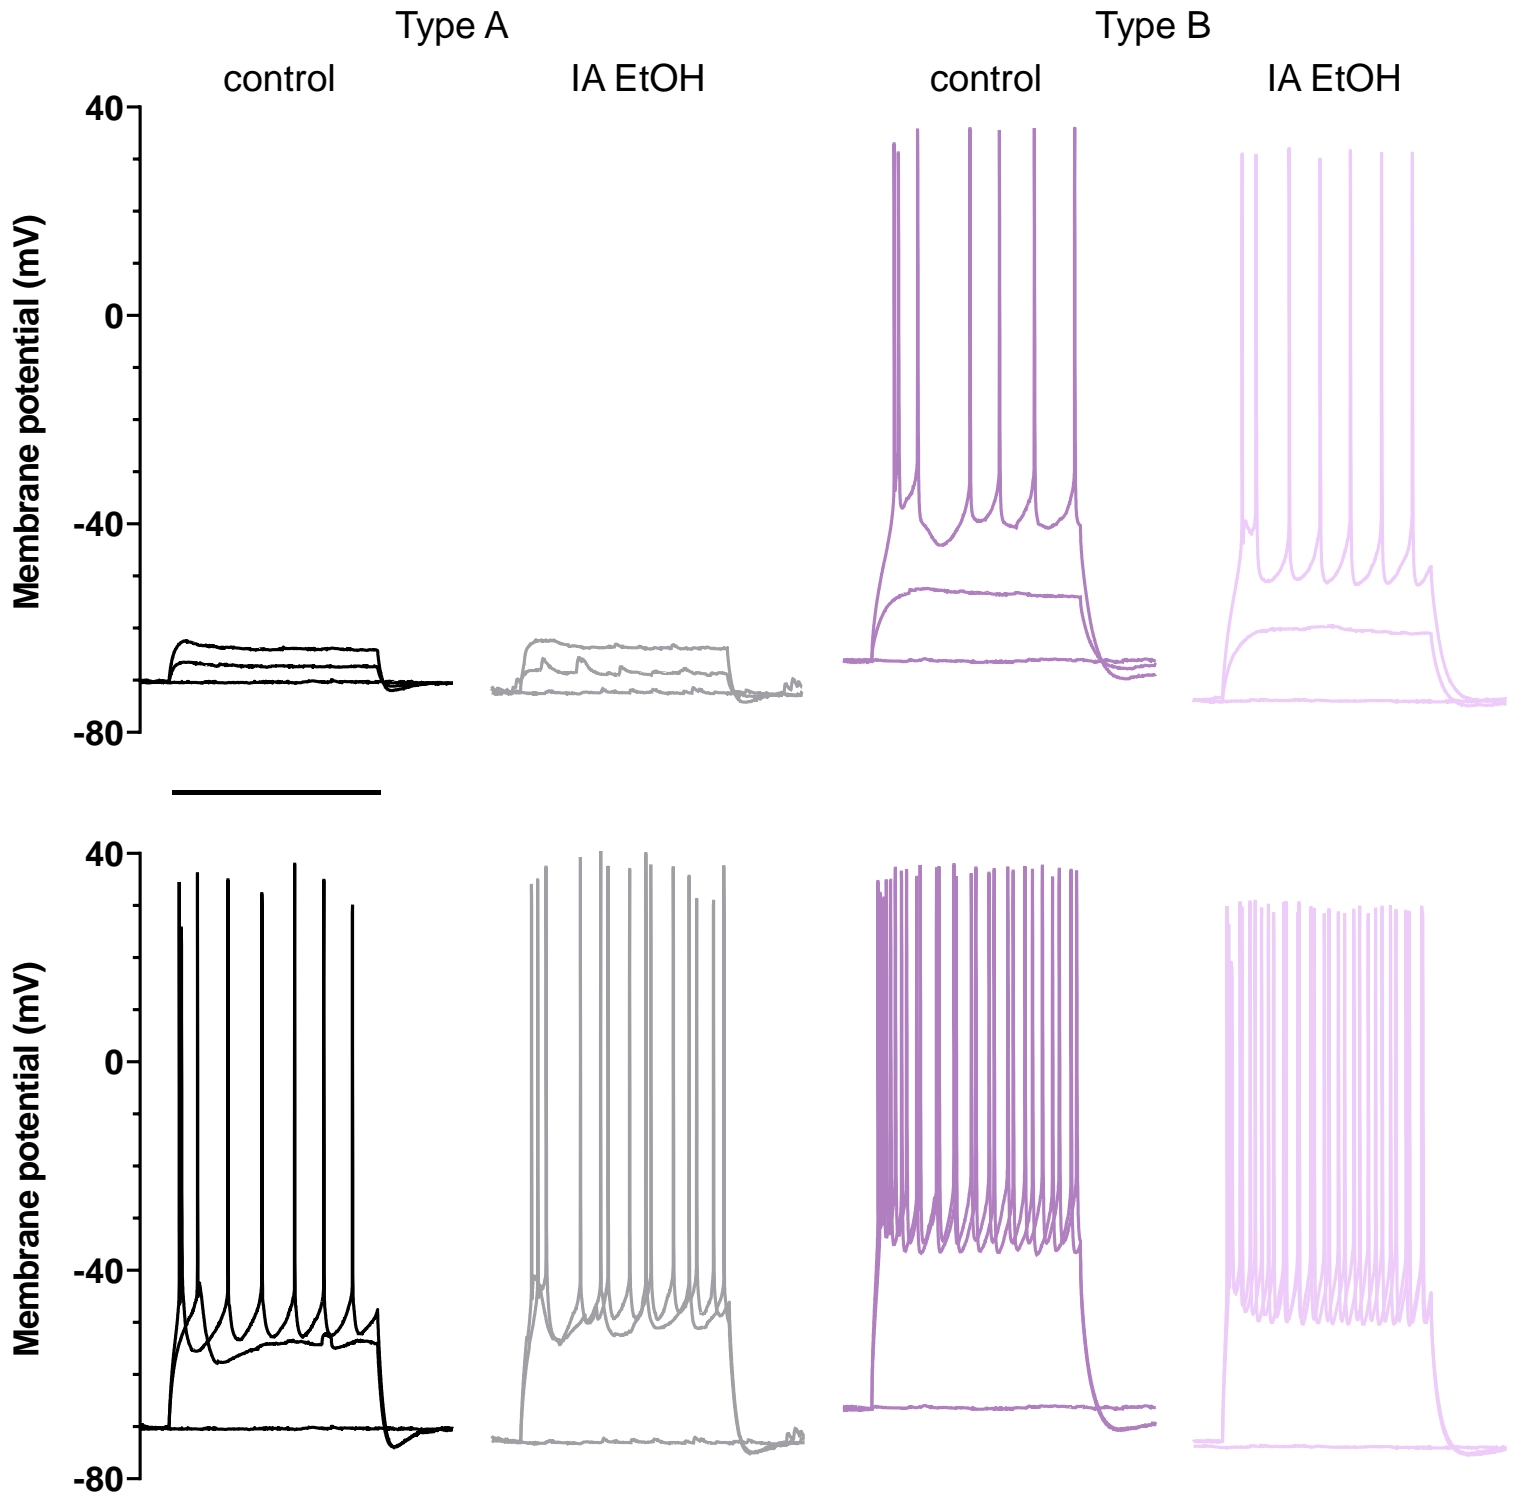 Type A Type B
control IA EtOH control IA EtOH
40
0
-40
-80
Membrane potential (mV)
40
0
-40
-80
Membrane potential (mV)